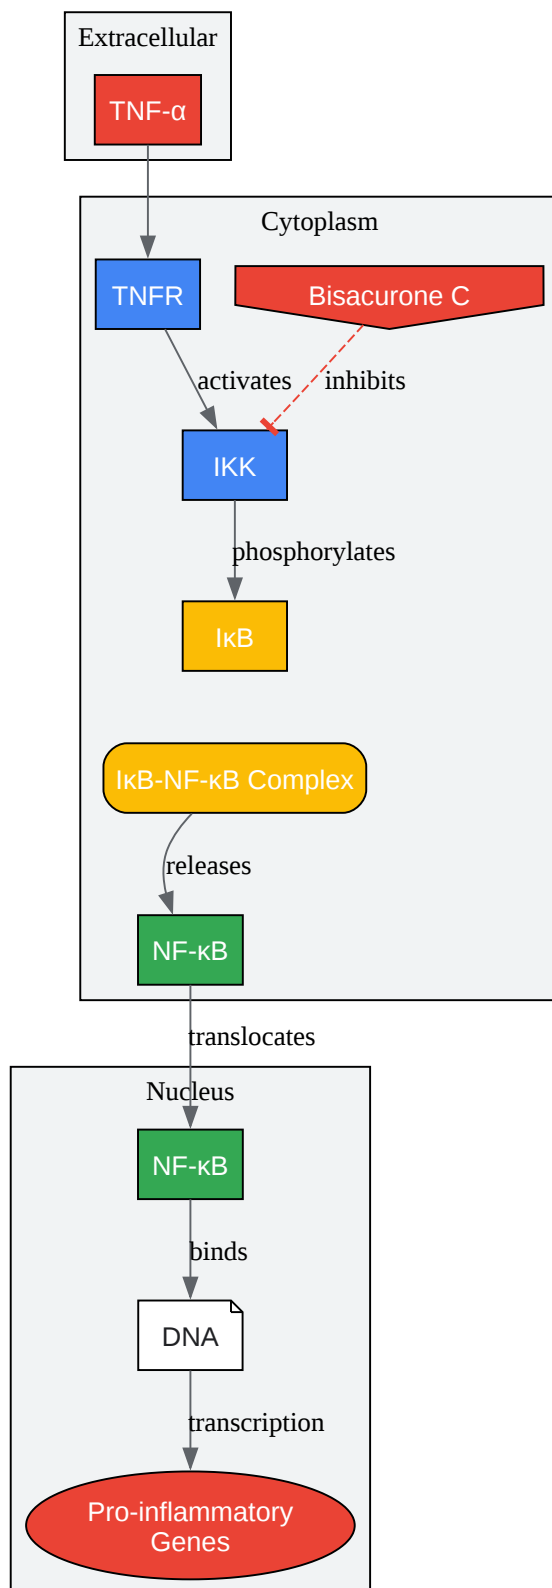 Extracellular
TNF-α
Cytoplasm
TNFR
Bisacurone C
activates
inhibits
IKK
phosphorylates
IκB
IκB-NF-κB Complex
releases
NF-κB
translocates
Nucleus
NF-κB
binds
DNA
transcription
Pro-inflammatory
Genes